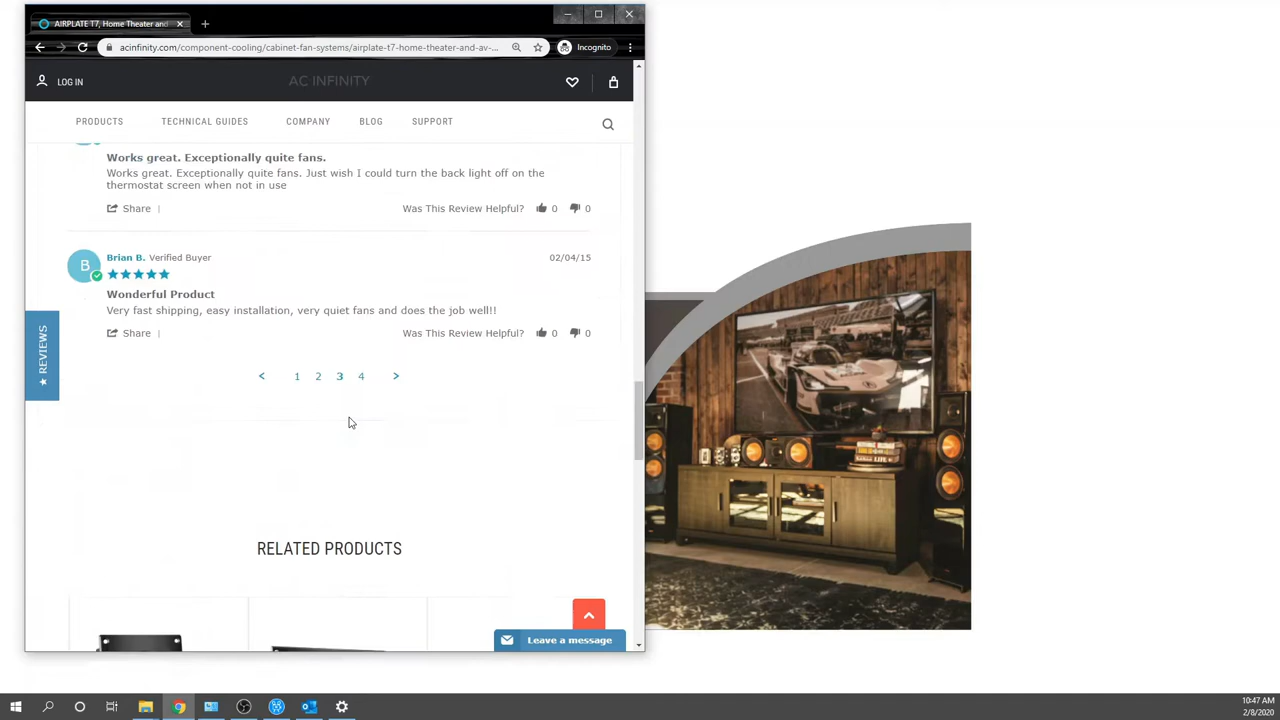 AIRPLATE T7, Home Theater and
acinfinity.com/component-cooling/cabinet-fan-systems/airplate-t7-home-theater-and-av-...
Incognito
LOG IN
AC INFINITY
PRODUCTS TECHNICAL GUIDES COMPANY BLOG SUPPORT
Works great. Exceptionally quite fans.
Works great. Exceptionally quite fans. Just wish I could turn the back light off on the
thermostat screen when not in use
Share | Was This Review Helpful? 0 0
B Brian B. Verified Buyer 02/04/15
Wonderful Product
Very fast shipping, easy installation, very quiet fans and does the job well!!
Share | Was This Review Helpful? 0 0
★ REVIEWS
< 1 2 3 4 >
RELATED PRODUCTS
Leave a message
10:47 AM
2/8/2020